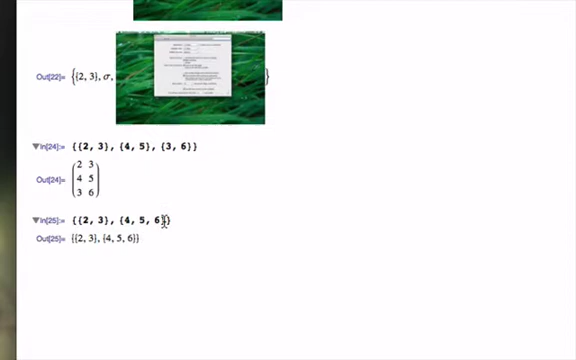 Out[22]= {{2, 3}, σ, }
In[24]:= {{2, 3}, {4, 5}, {3, 6}}
2 3
Out[24]= 4 5
3 6
In[25]:= {{2, 3}, {4, 5, 6}}
Out[25]= {{2, 3}, {4, 5, 6}}